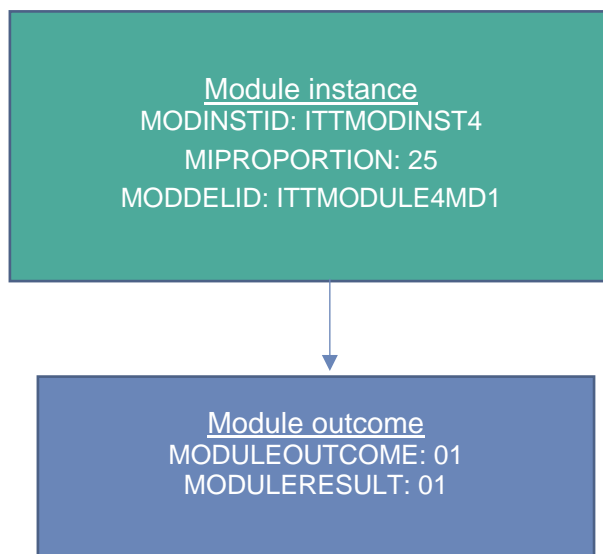 Module instance
MODINSTID: ITTMODINST4
MIPROPORTION: 25
MODDELID: ITTMODULE4MD1
Module outcome
MODULEOUTCOME: 01
MODULERESULT: 01